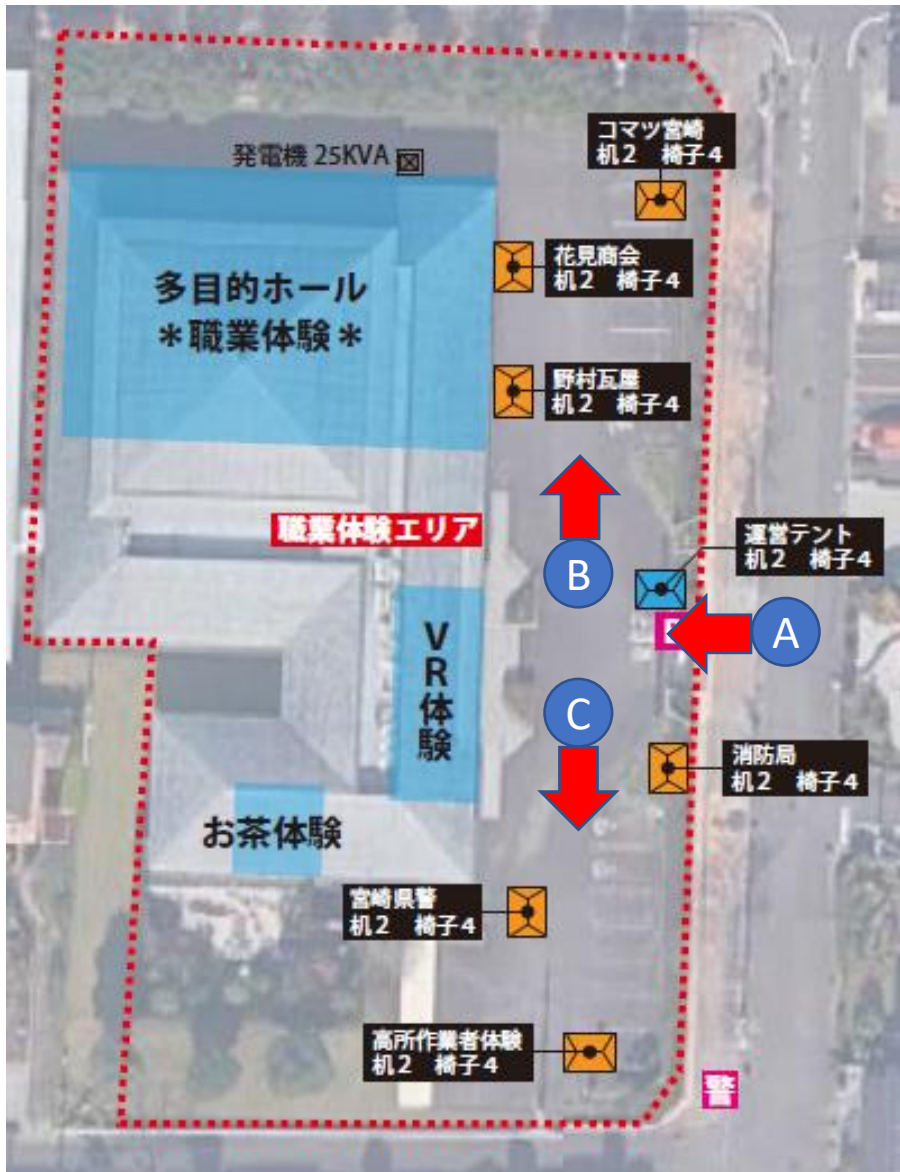 コマツ宮崎
机2 椅子4
発電機 25KVA
花見商会
机2 椅子4
多目的ホール
＊職業体験＊
野村瓦屋
机2 椅子4
職業体験エリア
運営テント
机2 椅子4
B
A
VR体験
C
消防局
机2 椅子4
お茶体験
宮崎県警
机2 椅子4
高所作業者体験
机2 椅子4
警